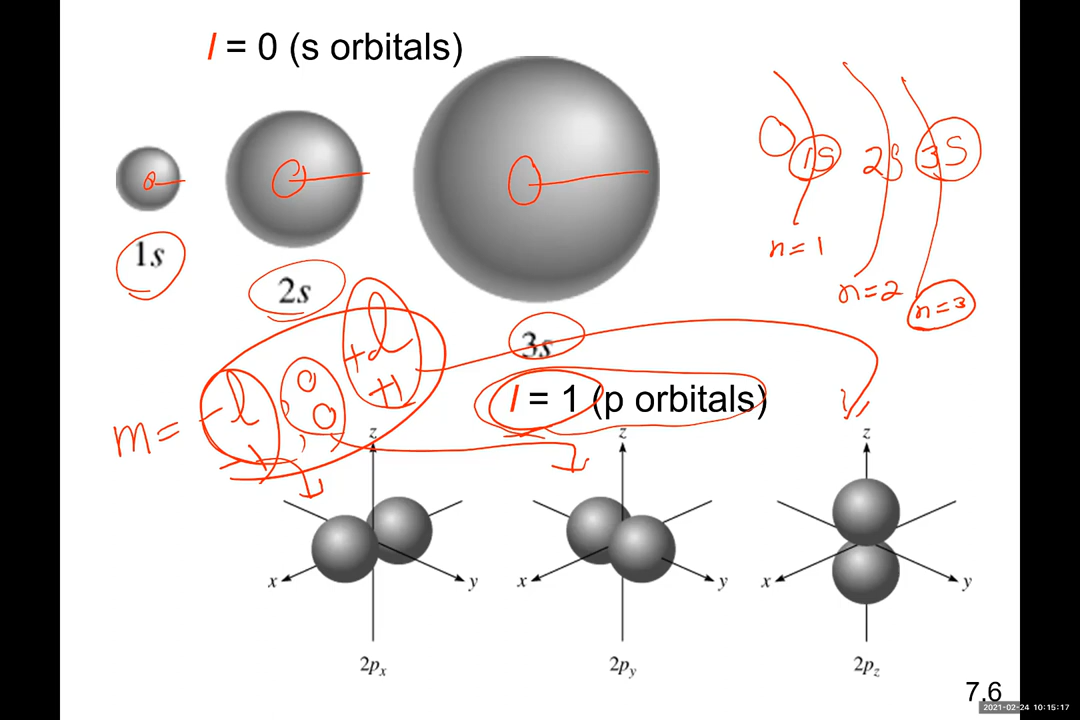 l = 0 (s orbitals)
1s 2s 3s
1s
n=1
2s
n=2
3s
n=3
m= -l 0 +l
-1, 0, +1
l = 1 (p orbitals)
z
z
z
x
y
x
y
x
y
2px
2py
2pz
7.6
2021-02-24 10:15:17